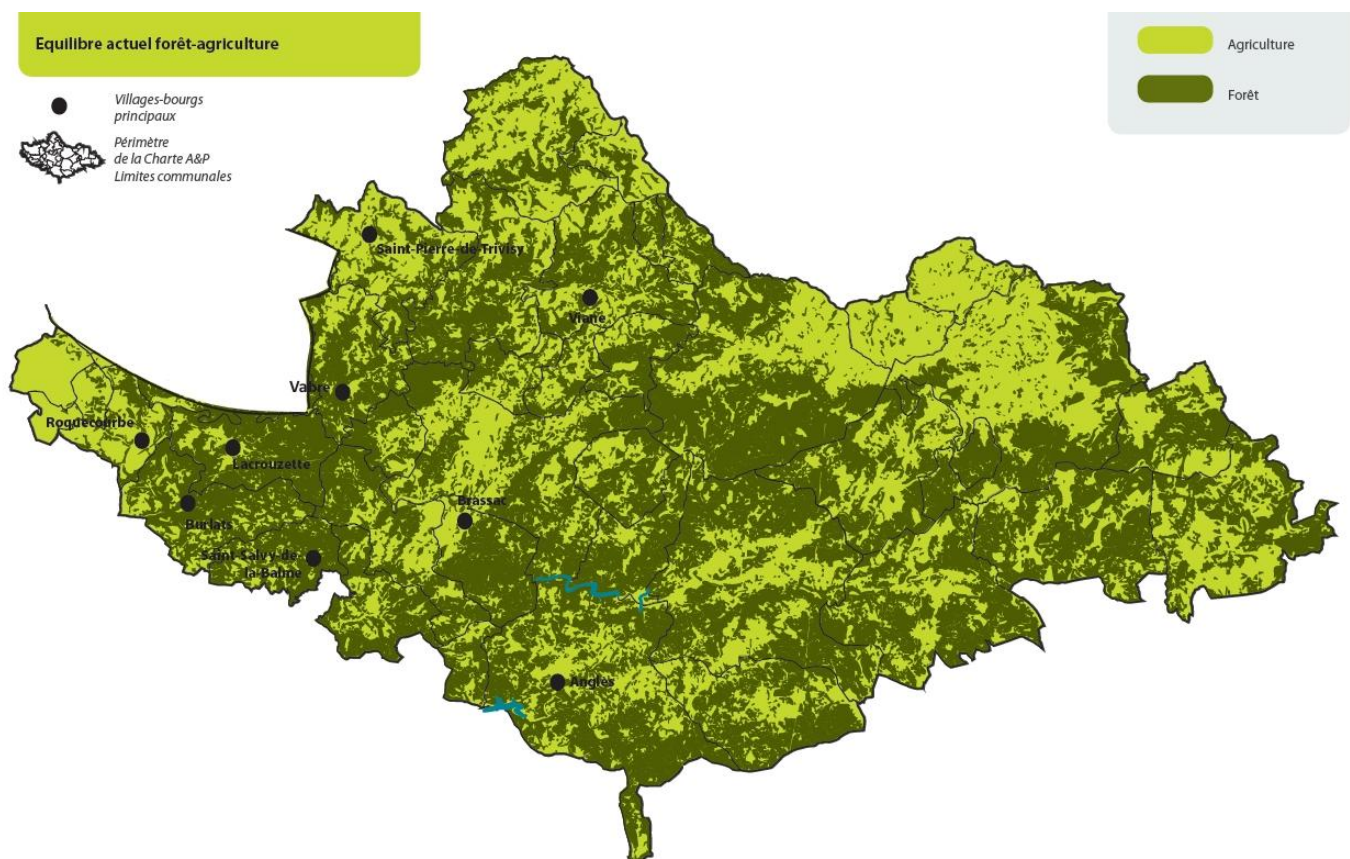 Equilibre actuel forêt-agriculture
Villages-bourgs
principaux
Périmètre
de la Charte A&P
Limites communales
Agriculture
Forêt
Saint-Pierre-de-Trivisy
Viane
Vabre
Roquecourbe
Lacrouzette
Brassac
Burlats
Saint-Salvy-de-
la-Balme
Anglès